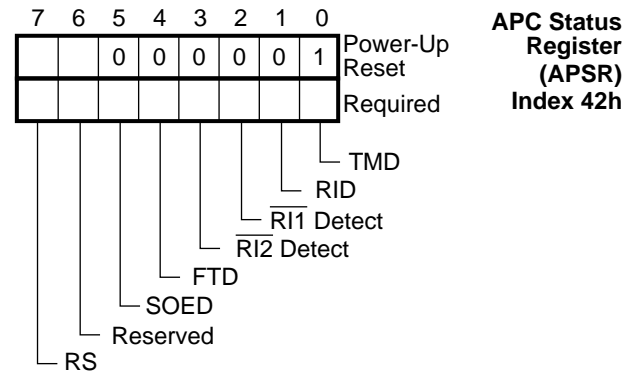 7 6 5 4 3 2 1 0
APC Status
Register
(APSR)
Index 42h
0 0 0 0 0 1
Power-Up
Reset
Required
TMD
RID
RI1 Detect
RI2 Detect
FTD
SOED
Reserved
RS